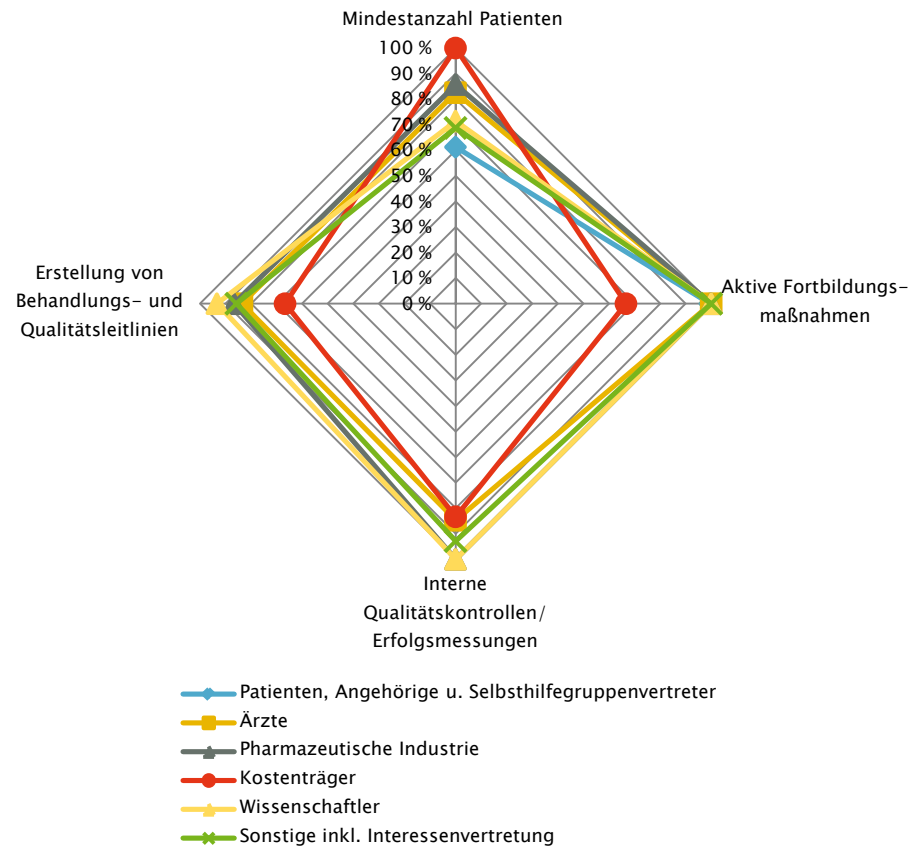 Mindestanzahl Patienten
100 %
90 %
80 %
70 %
60 %
50 %
40 %
30 %
20 %
10 %
0 %
Aktive Fortbildungs-
maßnahmen
Erstellung von
Behandlungs- und
Qualitätsleitlinien
Interne
Qualitätskontrollen/
Erfolgsmessungen
Patienten, Angehörige u. Selbsthilfegruppenvertreter
Ärzte
Pharmazeutische Industrie
Kostenträger
Wissenschaftler
Sonstige inkl. Interessenvertretung